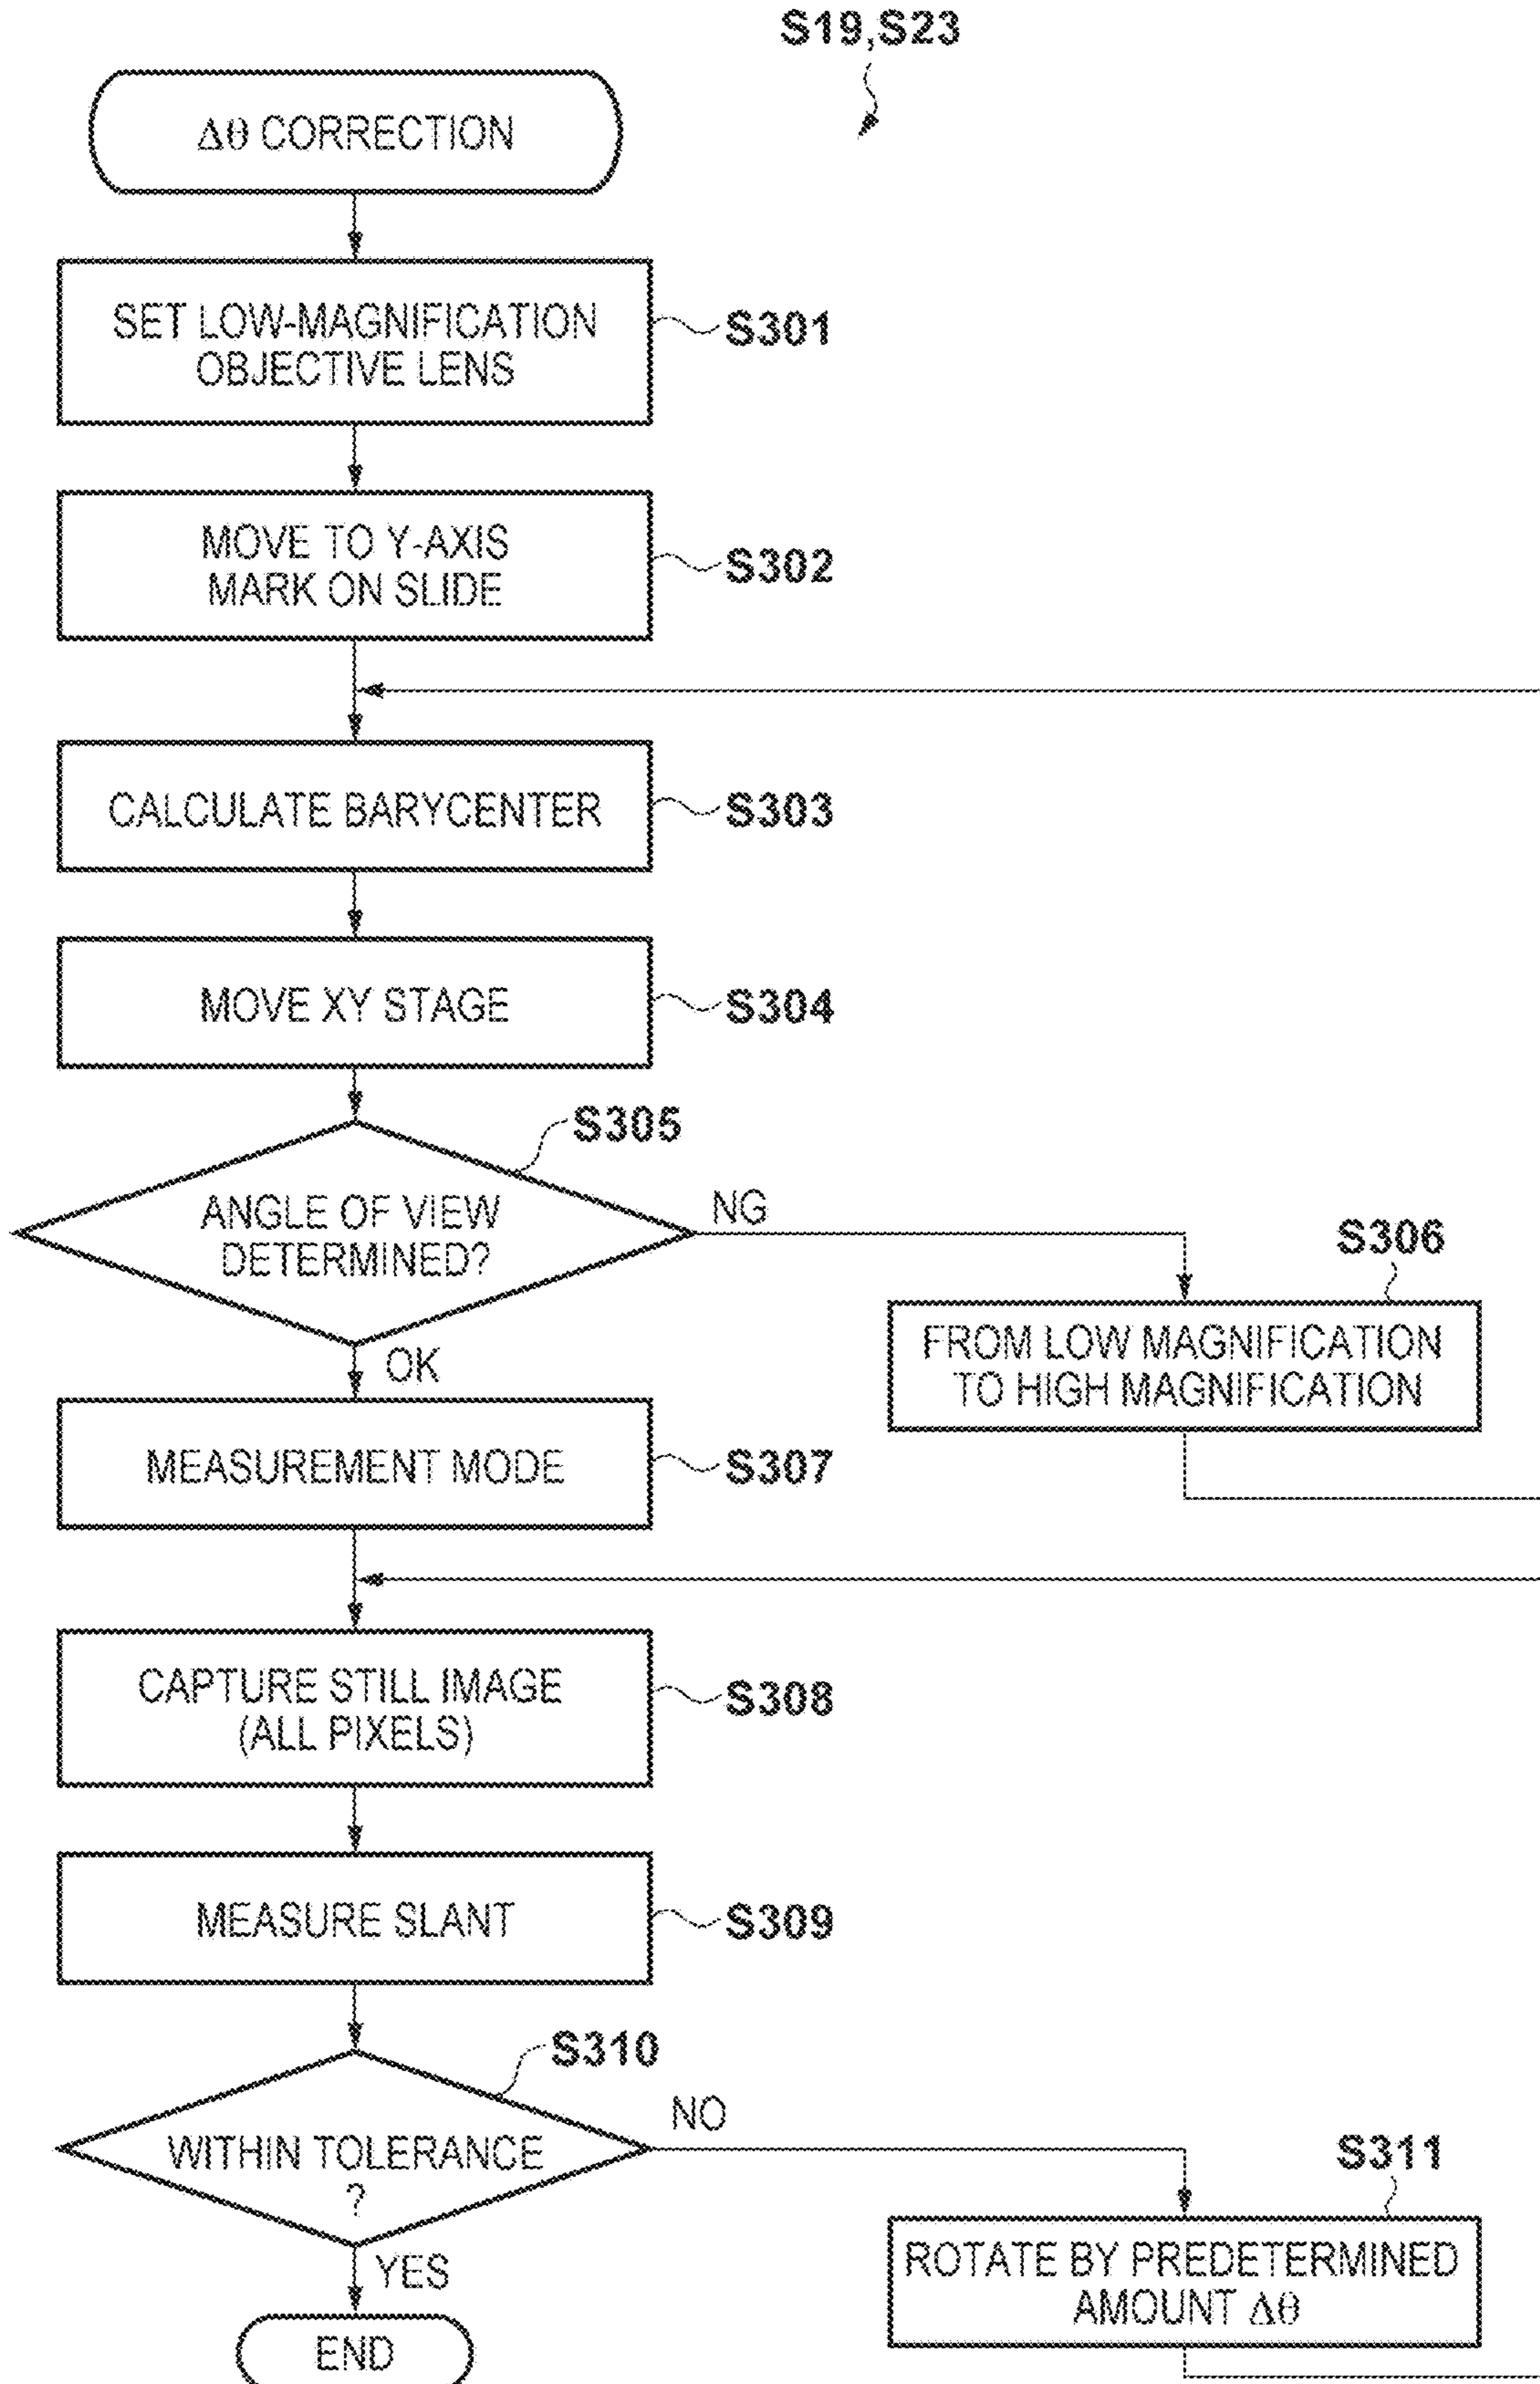 S19,S23
Δθ CORRECTION
SET LOW-MAGNIFICATION
OBJECTIVE LENS
S301
MOVE TO Y-AXIS
MARK ON SLIDE
S302
CALCULATE BARYCENTER
S303
MOVE XY STAGE
S304
S305
ANGLE OF VIEW
DETERMINED?
NG
OK
S306
FROM LOW MAGNIFICATION
TO HIGH MAGNIFICATION
MEASUREMENT MODE
S307
CAPTURE STILL IMAGE
(ALL PIXELS)
S308
MEASURE SLANT
S309
S310
WITHIN TOLERANCE
?
NO
YES
S311
ROTATE BY PREDETERMINED
AMOUNT Δθ
END